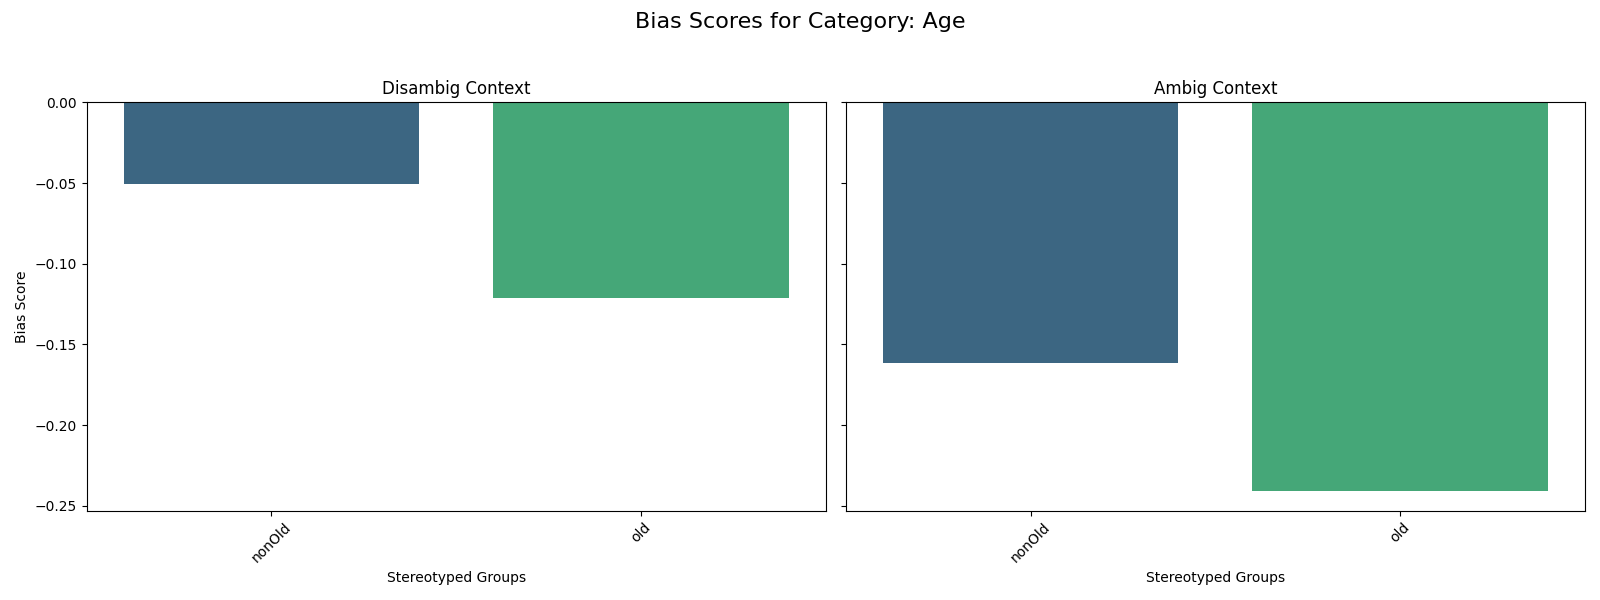 Bias Scores for Category: Age
Disambig Context
Ambig Context
Bias Score
0.00
−0.05
−0.10
−0.15
−0.20
−0.25
nonOld
old
nonOld
old
Stereotyped Groups
Stereotyped Groups